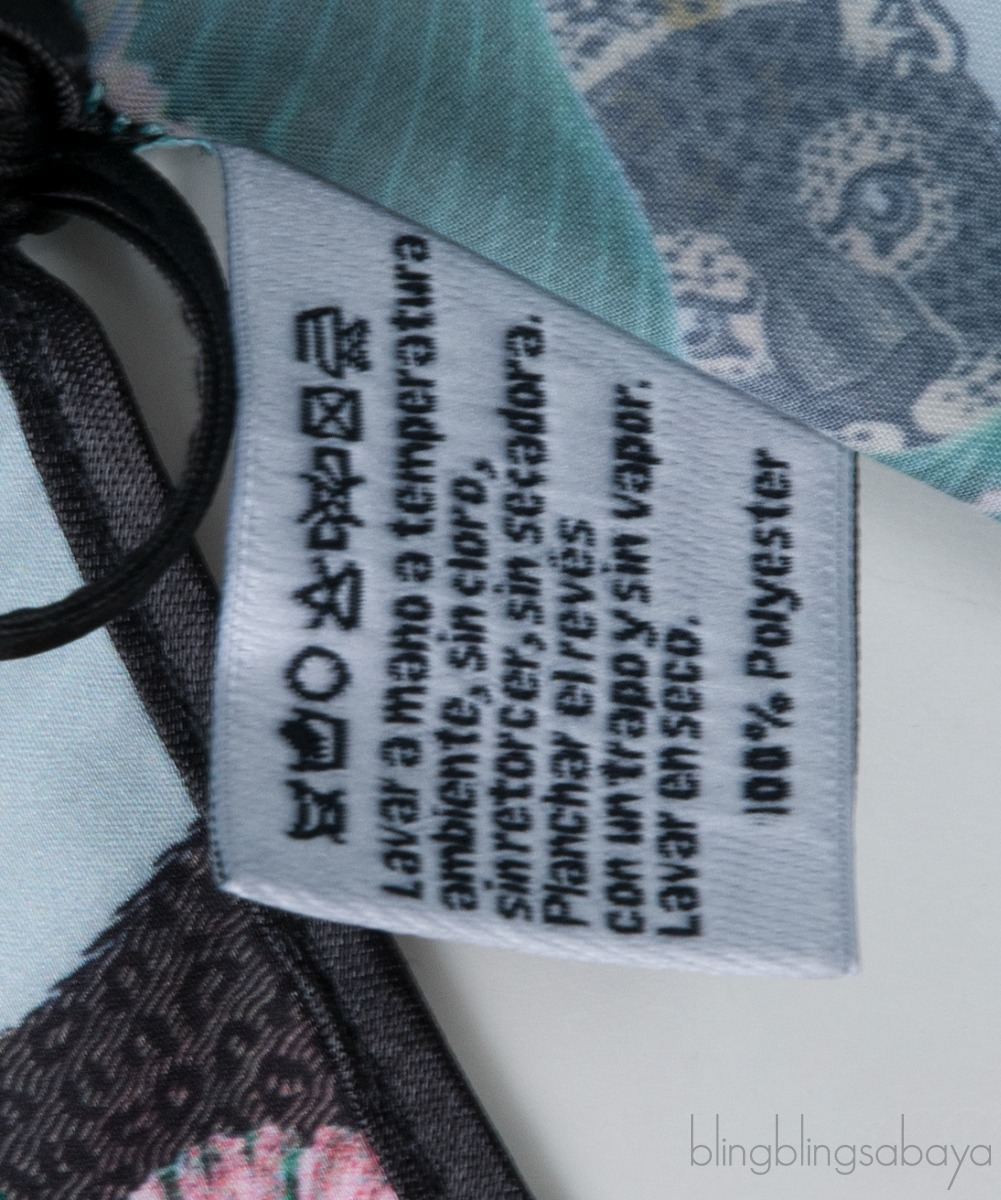 Lavar a mano a temperatura
ambiente, sin cloro,
sin retorcer, sin secadora.
Planchar el revés
con un trapo y sin vapor.
Lavar en seco.
100% Polyester
blingblingsabaya